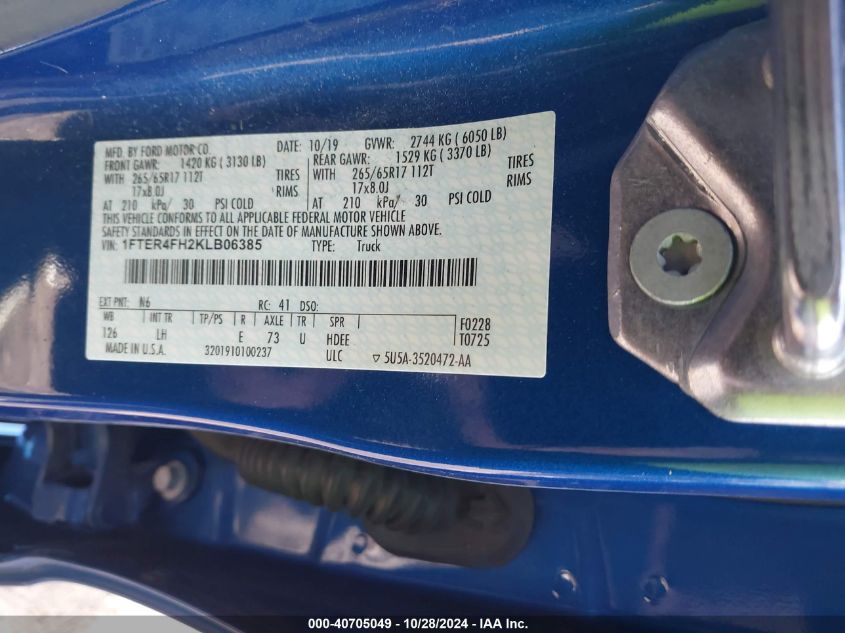 MFD. BY FORD MOTOR CO. DATE: 10/19 GVWR: 2744 KG ( 6050 LB)
FRONT GAWR: 1420 KG ( 3130 LB) REAR GAWR: 1529 KG ( 3370 LB)
WITH 265/65R17 112T TIRES WITH 265/65R17 112T TIRES
17x8.0J RIMS 17x8.0J RIMS
AT 210 kPa/ 30 PSI COLD AT 210 kPa/ 30 PSI COLD
THIS VEHICLE CONFORMS TO ALL APPLICABLE FEDERAL MOTOR VEHICLE
SAFETY STANDARDS IN EFFECT ON THE DATE OF MANUFACTURE SHOWN ABOVE.
VIN: 1FTER4FH2KLB06385 TYPE: Truck
EXT PNT: N6 RC: 41 DSO:
WB INT TR TP/PS R AXLE TR SPR F0228
126 LH E 73 U HDEE T0725
MADE IN U.S.A. 3201910100237 ULC ▽ 5U5A-3520472-AA
000-40705049 - 10/28/2024 - IAA Inc.